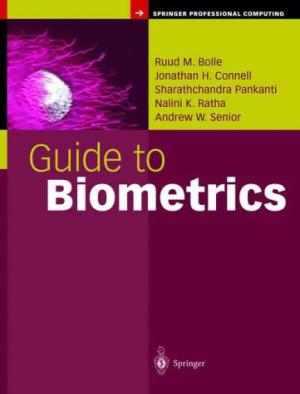 SPRINGER PROFESSIONAL COMPUTING
Ruud M. Bolle
Jonathan H. Connell
Sharathchandra Pankanti
Nalini K. Ratha
Andrew W. Senior
Guide to
Biometrics
Springer